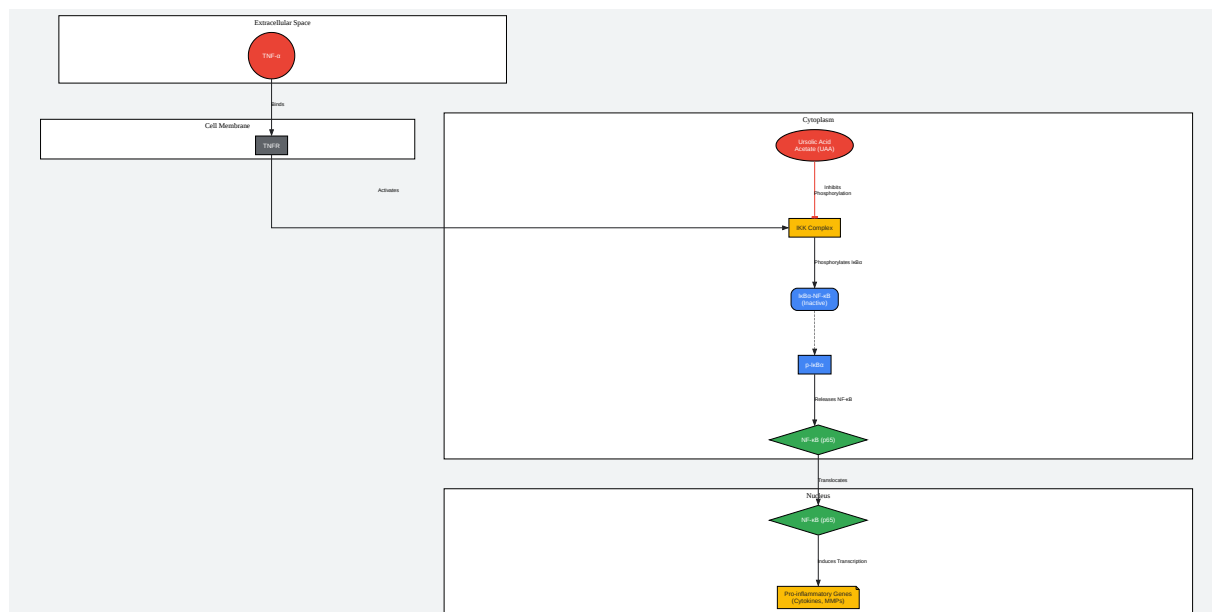 Extracellular Space
TNF-α
Binds
Cell Membrane
TNFR
Activates
Cytoplasm
Ursolic Acid
Acetate (UAA)
Inhibits
Phosphorylation
IKK Complex
Phosphorylates IκBα
IκBα-NF-κB
(Inactive)
p-IκBα
Releases NF-κB
NF-κB (p65)
Translocates
Nucleus
NF-κB (p65)
Induces Transcription
Pro-inflammatory Genes
(Cytokines, MMPs)